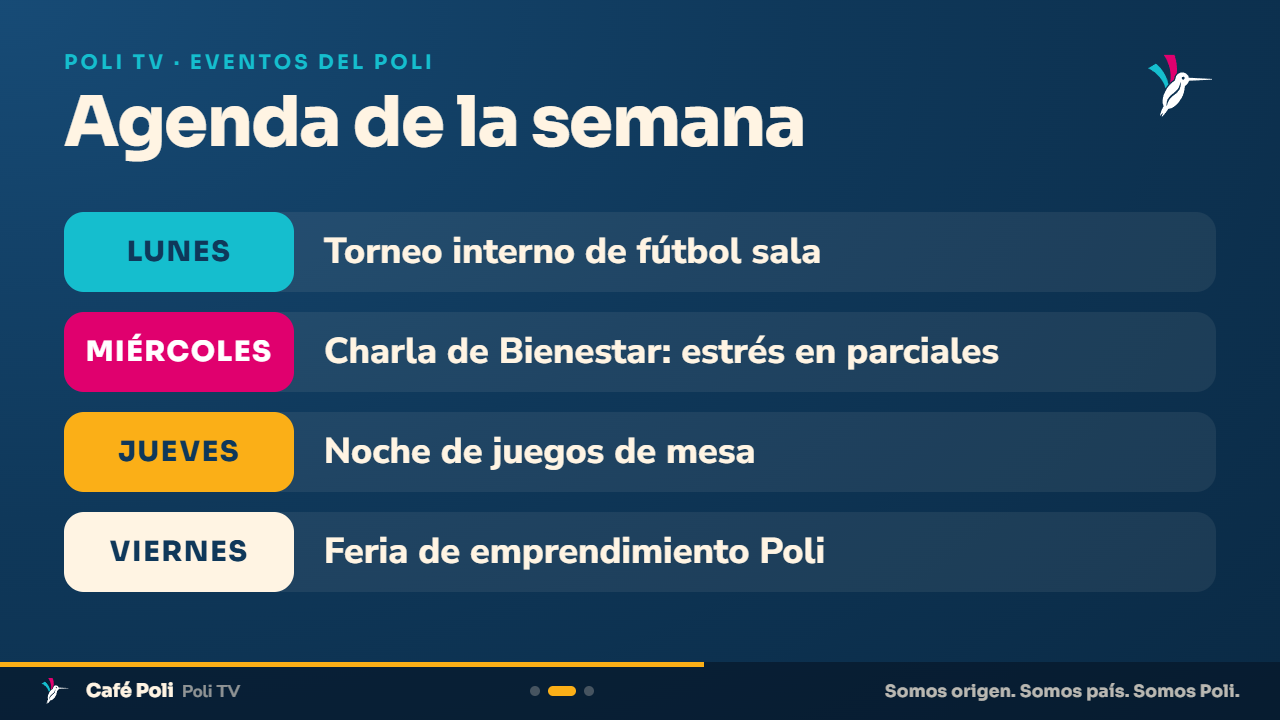 POLI TV · EVENTOS DEL POLI
Agenda de la semana
LUNES Torneo interno de fútbol sala
MIÉRCOLES Charla de Bienestar: estrés en parciales
JUEVES Noche de juegos de mesa
VIERNES Feria de emprendimiento Poli
Café Poli Poli TV Somos origen. Somos país. Somos Poli.